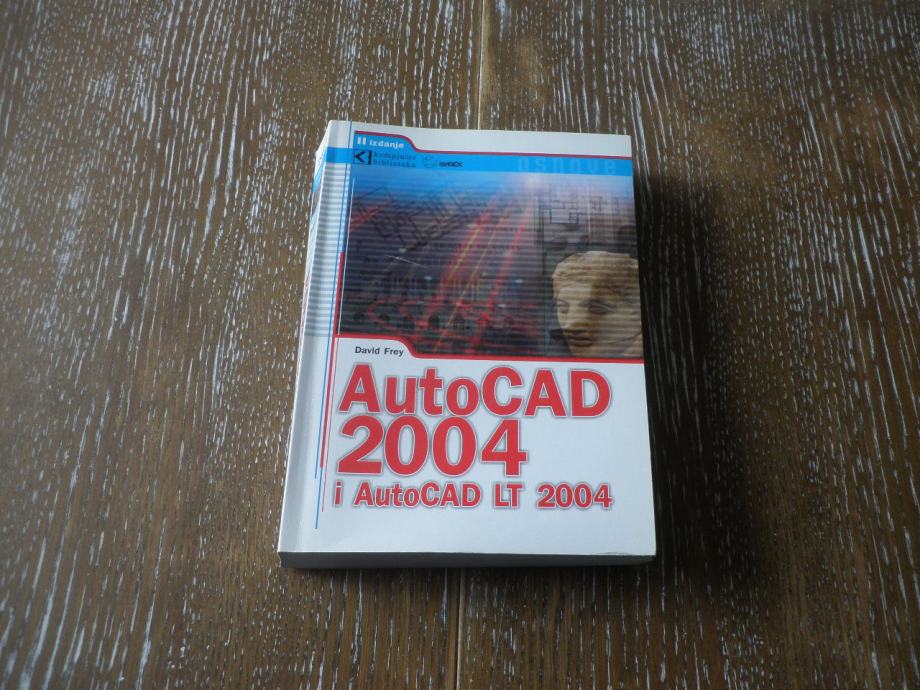 II izdanje
kompjuter
biblioteka
SYBEX
osnove
David Frey
AutoCAD
2004
i AutoCAD LT 2004